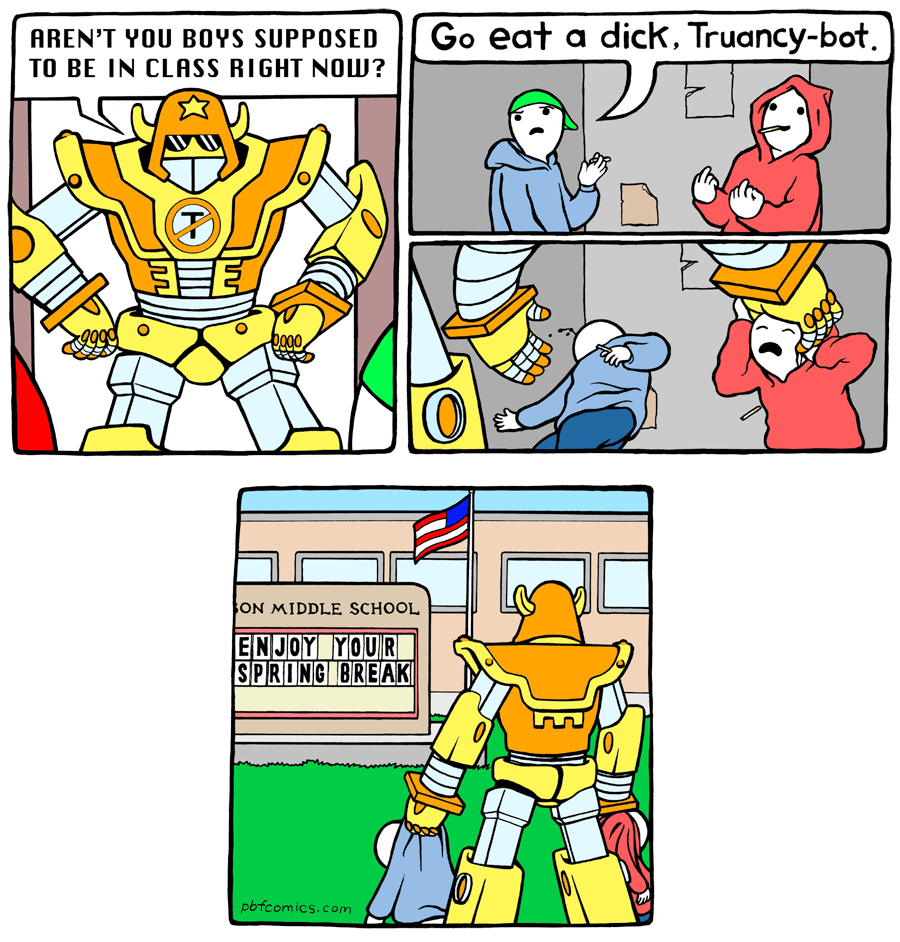 AREN'T YOU BOYS SUPPOSED
TO BE IN CLASS RIGHT NOW?
Go eat a dick, Truancy-bot.
T
ON MIDDLE SCHOOL
ENJOY YOUR
SPRING BREAK
pbfcomics.com